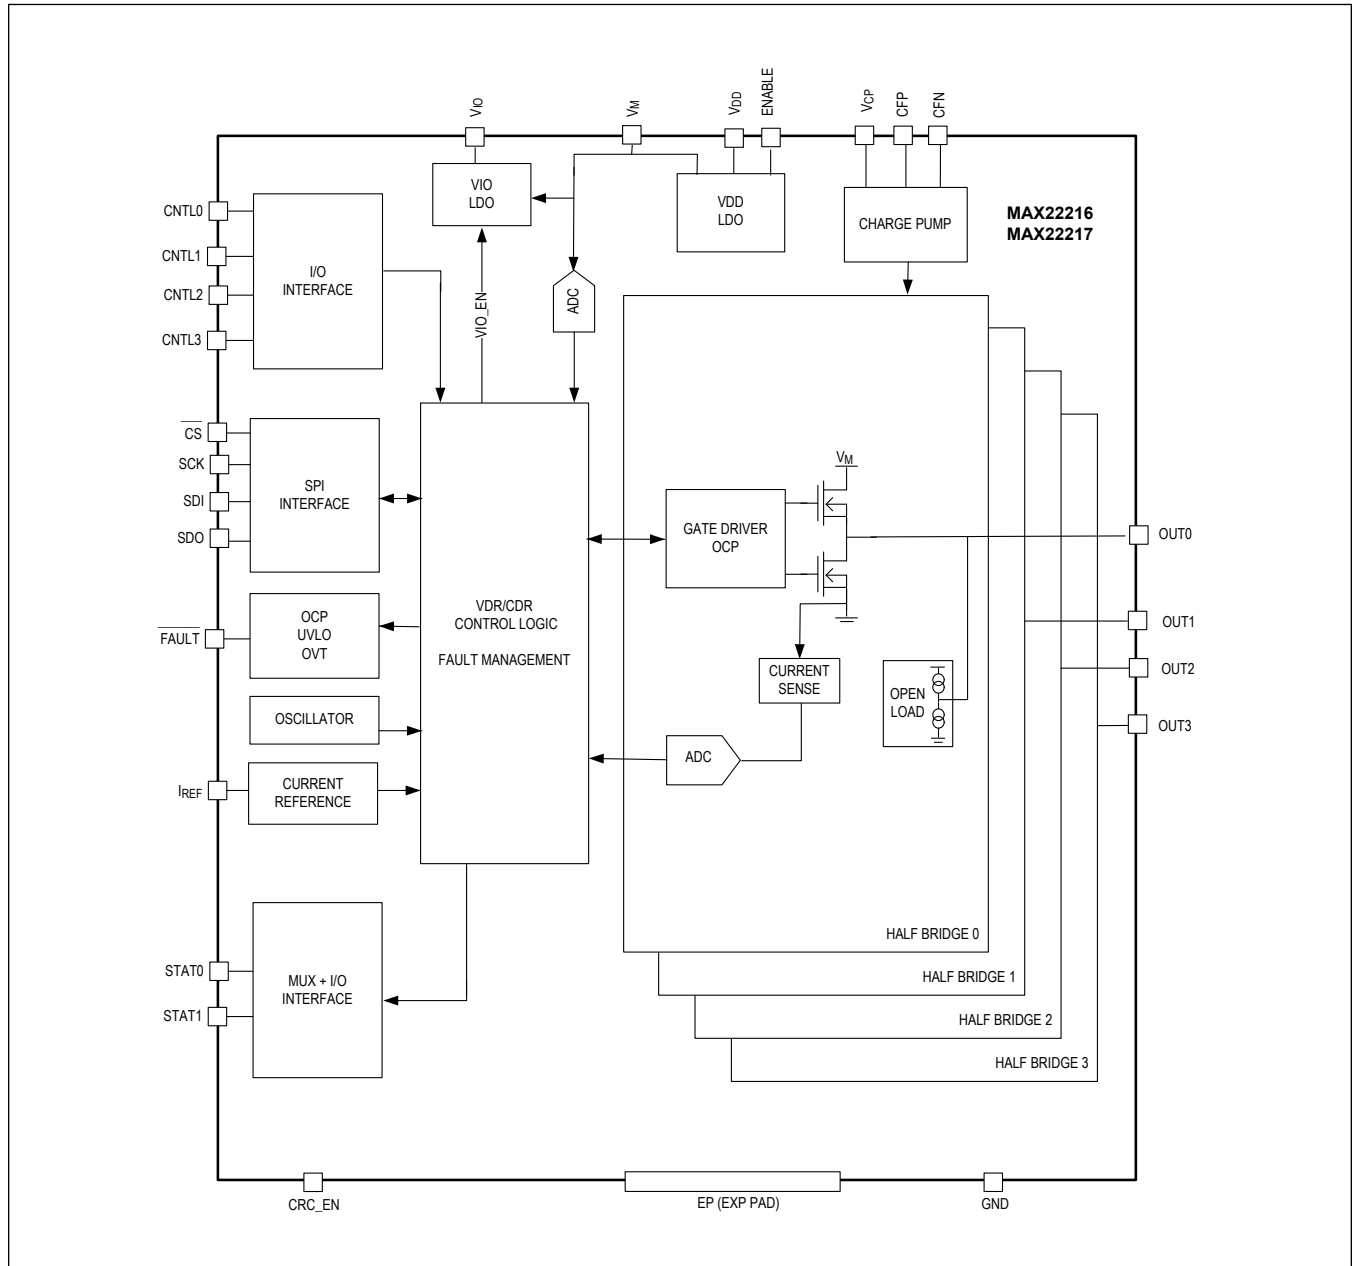 VIO
VM
VDD
ENABLE
VCP
CFP
CFN
MAX22216
MAX22217
VIO
LDO
VDD
LDO
CHARGE PUMP
CNTL0
CNTL1
CNTL2
CNTL3
I/O
INTERFACE
VIO_EN
ADC
CS
SCK
SDI
SDO
SPI
INTERFACE
FAULT
OCP
UVLO
OVT
OSCILLATOR
IREF
CURRENT
REFERENCE
VDR/CDR
CONTROL LOGIC
FAULT MANAGEMENT
GATE DRIVER
OCP
VM
CURRENT
SENSE
ADC
OPEN
LOAD
OUT0
OUT1
OUT2
OUT3
HALF BRIDGE 0
HALF BRIDGE 1
HALF BRIDGE 2
HALF BRIDGE 3
STAT0
STAT1
MUX + I/O
INTERFACE
CRC_EN
EP (EXP PAD)
GND